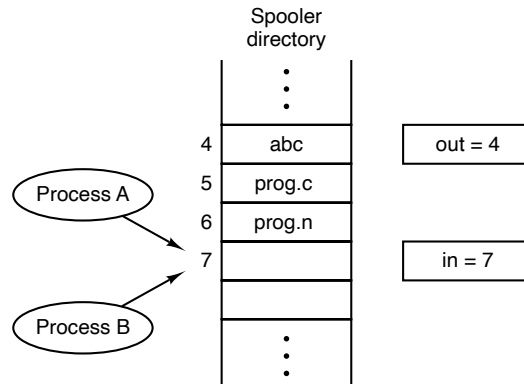 Spooler
directory
4
abc
out = 4
Process A
5
prog.c
6
prog.n
7
in = 7
Process B